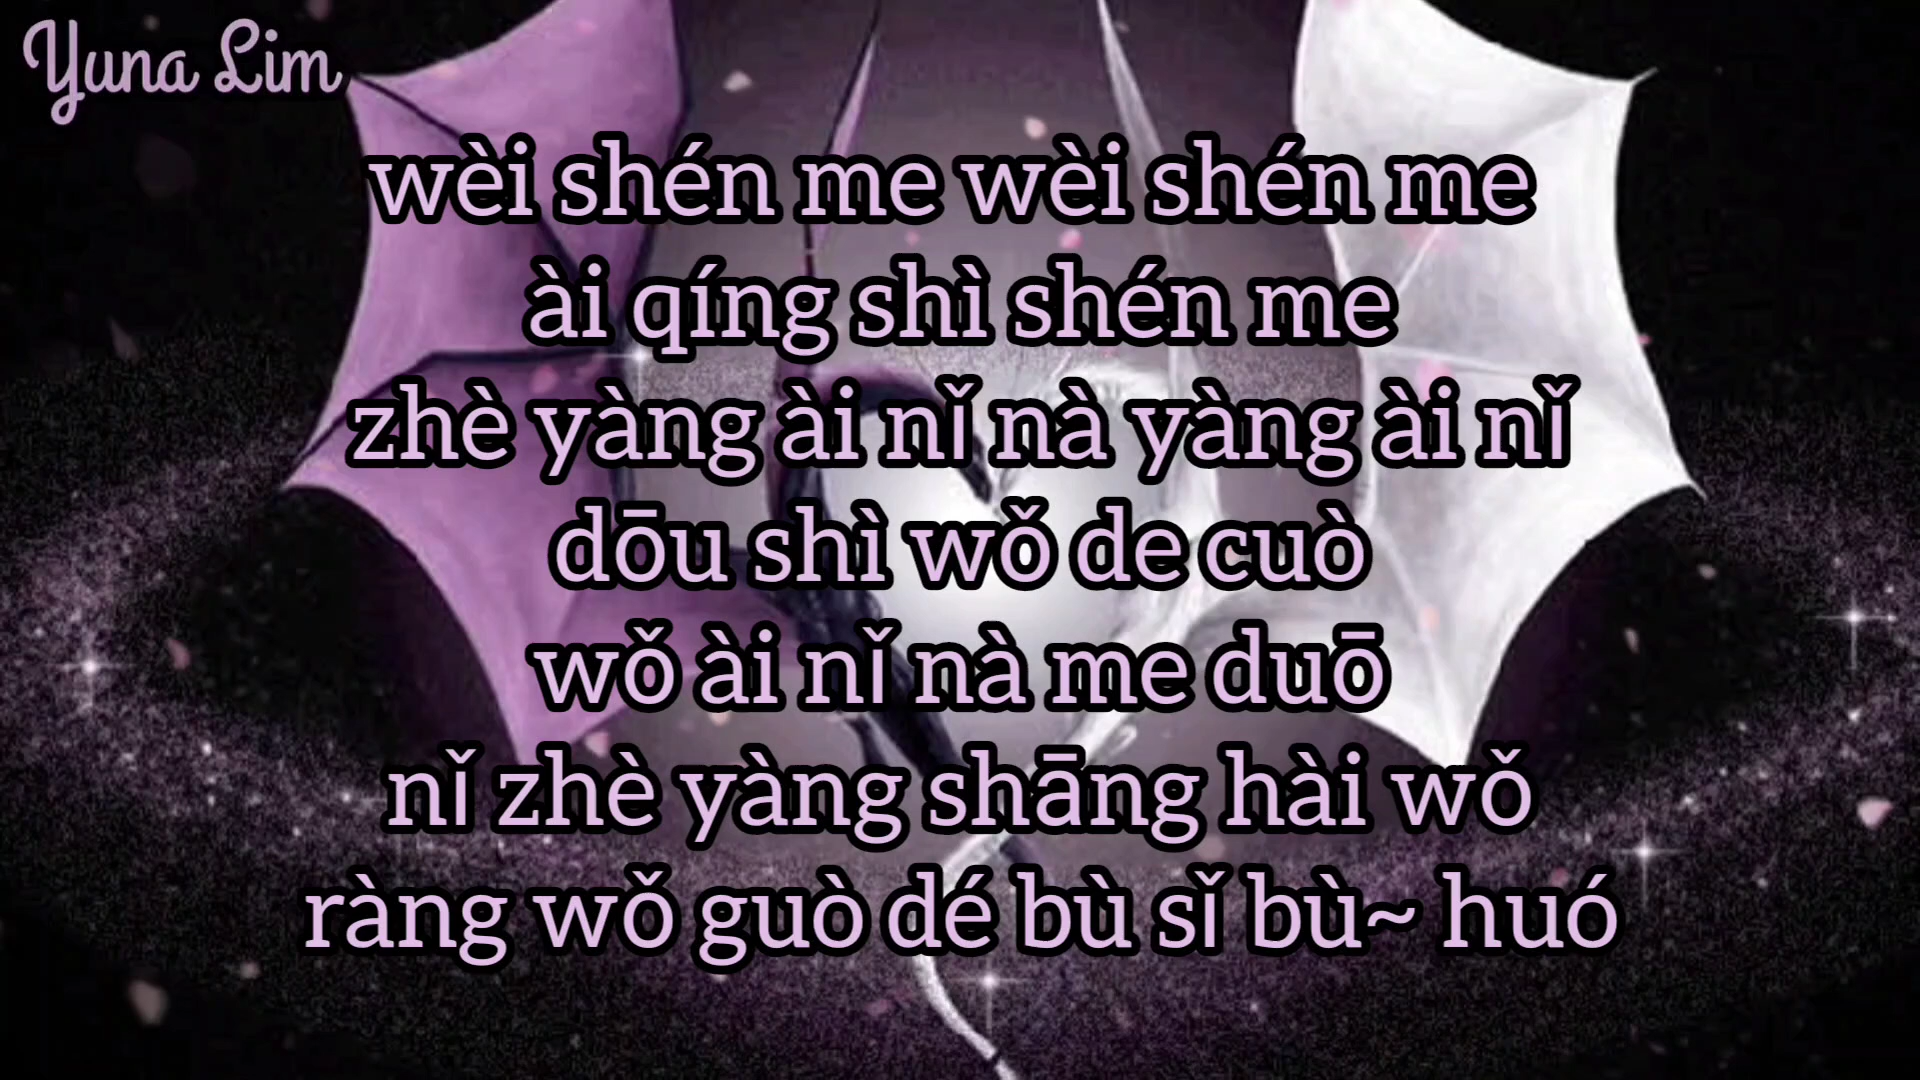 Yuna Lim
wèi shén me wèi shén me
ài qíng shì shén me
zhè yàng ài nǐ nà yàng ài nǐ
dōu shì wǒ de cuò
wǒ ài nǐ nà me duō
nǐ zhè yàng shāng hài wǒ
ràng wǒ guò dé bù sǐ bù~ huó